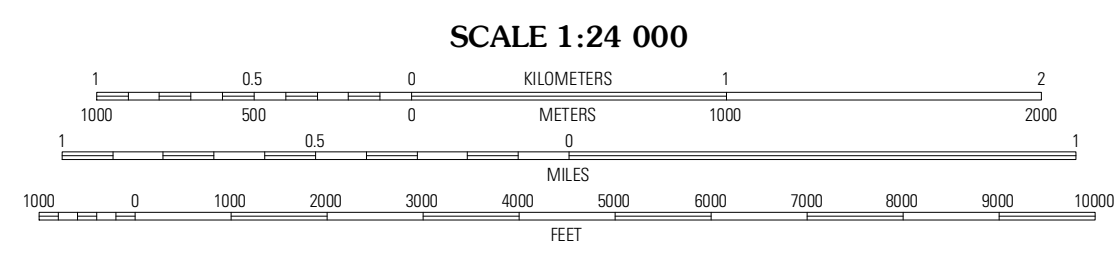 SCALE 1:24 000
1 0.5 0 KILOMETERS 1 2
1000 500 0 METERS 1000 2000
1 0.5 0 1
MILES
1000 0 1000 2000 3000 4000 5000 6000 7000 8000 9000 10000
FEET